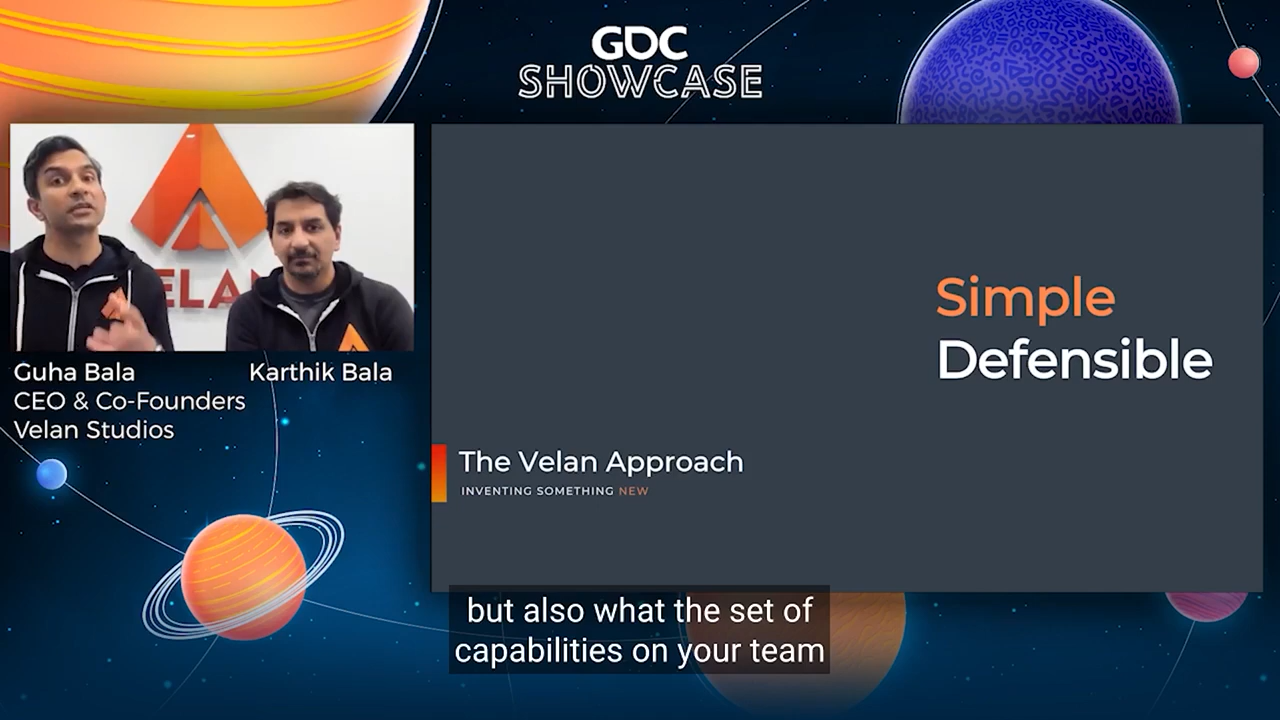 GDC
SHOWCASE
ELA
Guha Bala
Karthik Bala
CEO & Co-Founders
Velan Studios
Simple
Defensible
The Velan Approach
INVENTING SOMETHING NEW
but also what the set of
capabilities on your team